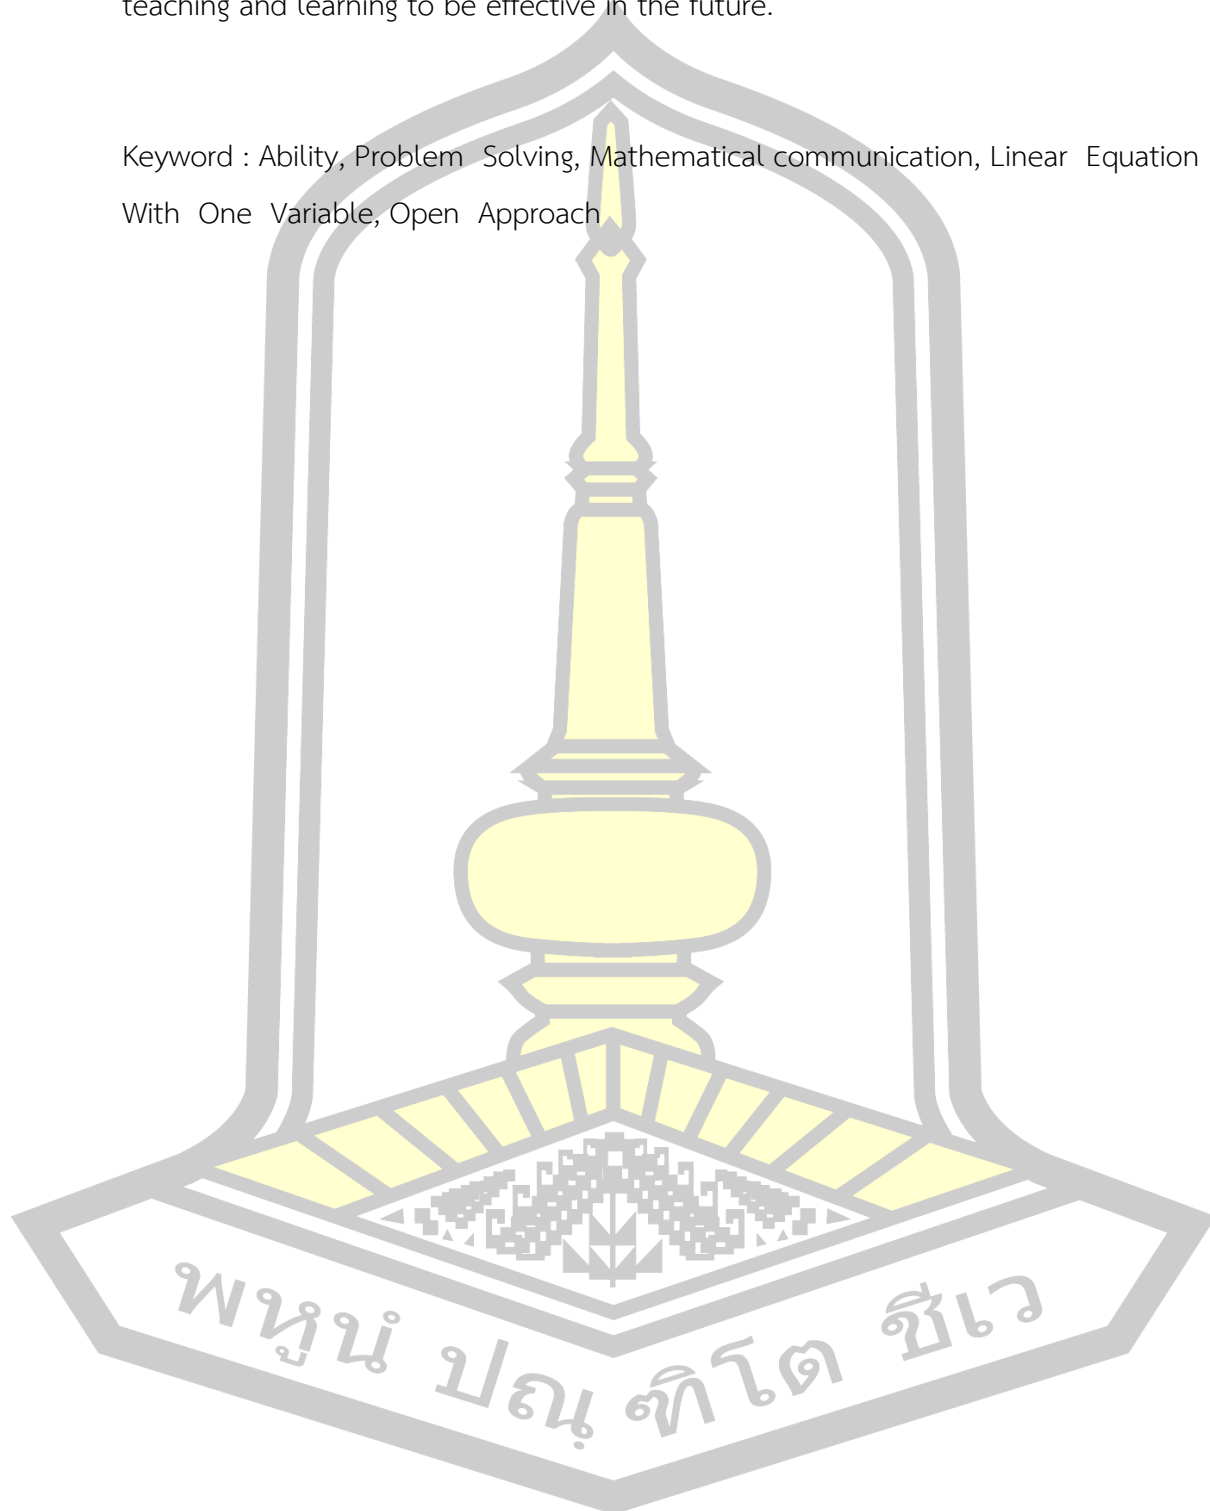 teaching and learning to be effective in the future.
Keyword : Ability, Problem Solving, Mathematical communication, Linear Equation
With One Variable, Open Approach
พหูนํ ปณฺฑิโต ชีเว